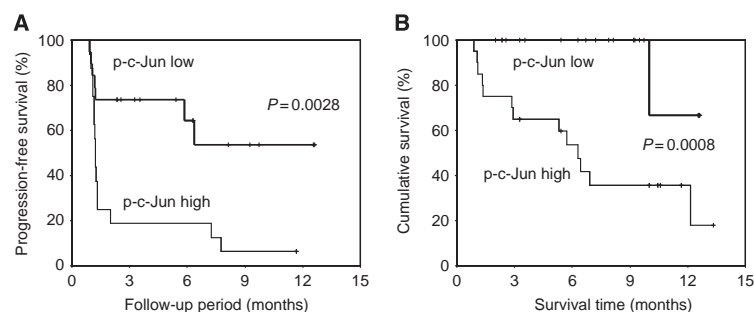 A
Progression-free survival (%)
100
80
60
40
20
0
p-c-Jun low
P=0.0028
p-c-Jun high
0 3 6 9 12 15
Follow-up period (months)
B
Cumulative survival (%)
100
80
60
40
20
0
p-c-Jun low
P=0.0008
p-c-Jun high
0 3 6 9 12 15
Survival time (months)